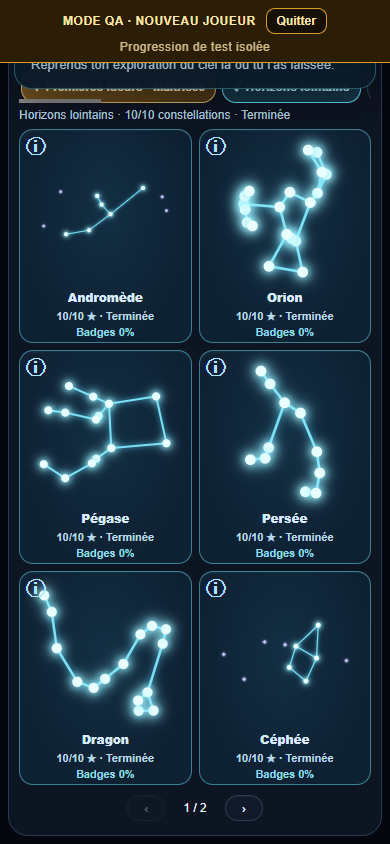 MODE QA · NOUVEAU JOUEUR Quitter
Progression de test isolée
Reprends ton exploration du ciel là où tu l'as laissée.
Horizons lointains · 10/10 constellations · Terminée
Andromède
10/10 ★ · Terminée
Badges 0%
Orion
10/10 ★ · Terminée
Badges 0%
Pégase
10/10 ★ · Terminée
Badges 0%
Persée
10/10 ★ · Terminée
Badges 0%
Dragon
10/10 ★ · Terminée
Badges 0%
Céphée
10/10 ★ · Terminée
Badges 0%
‹ 1 / 2 ›